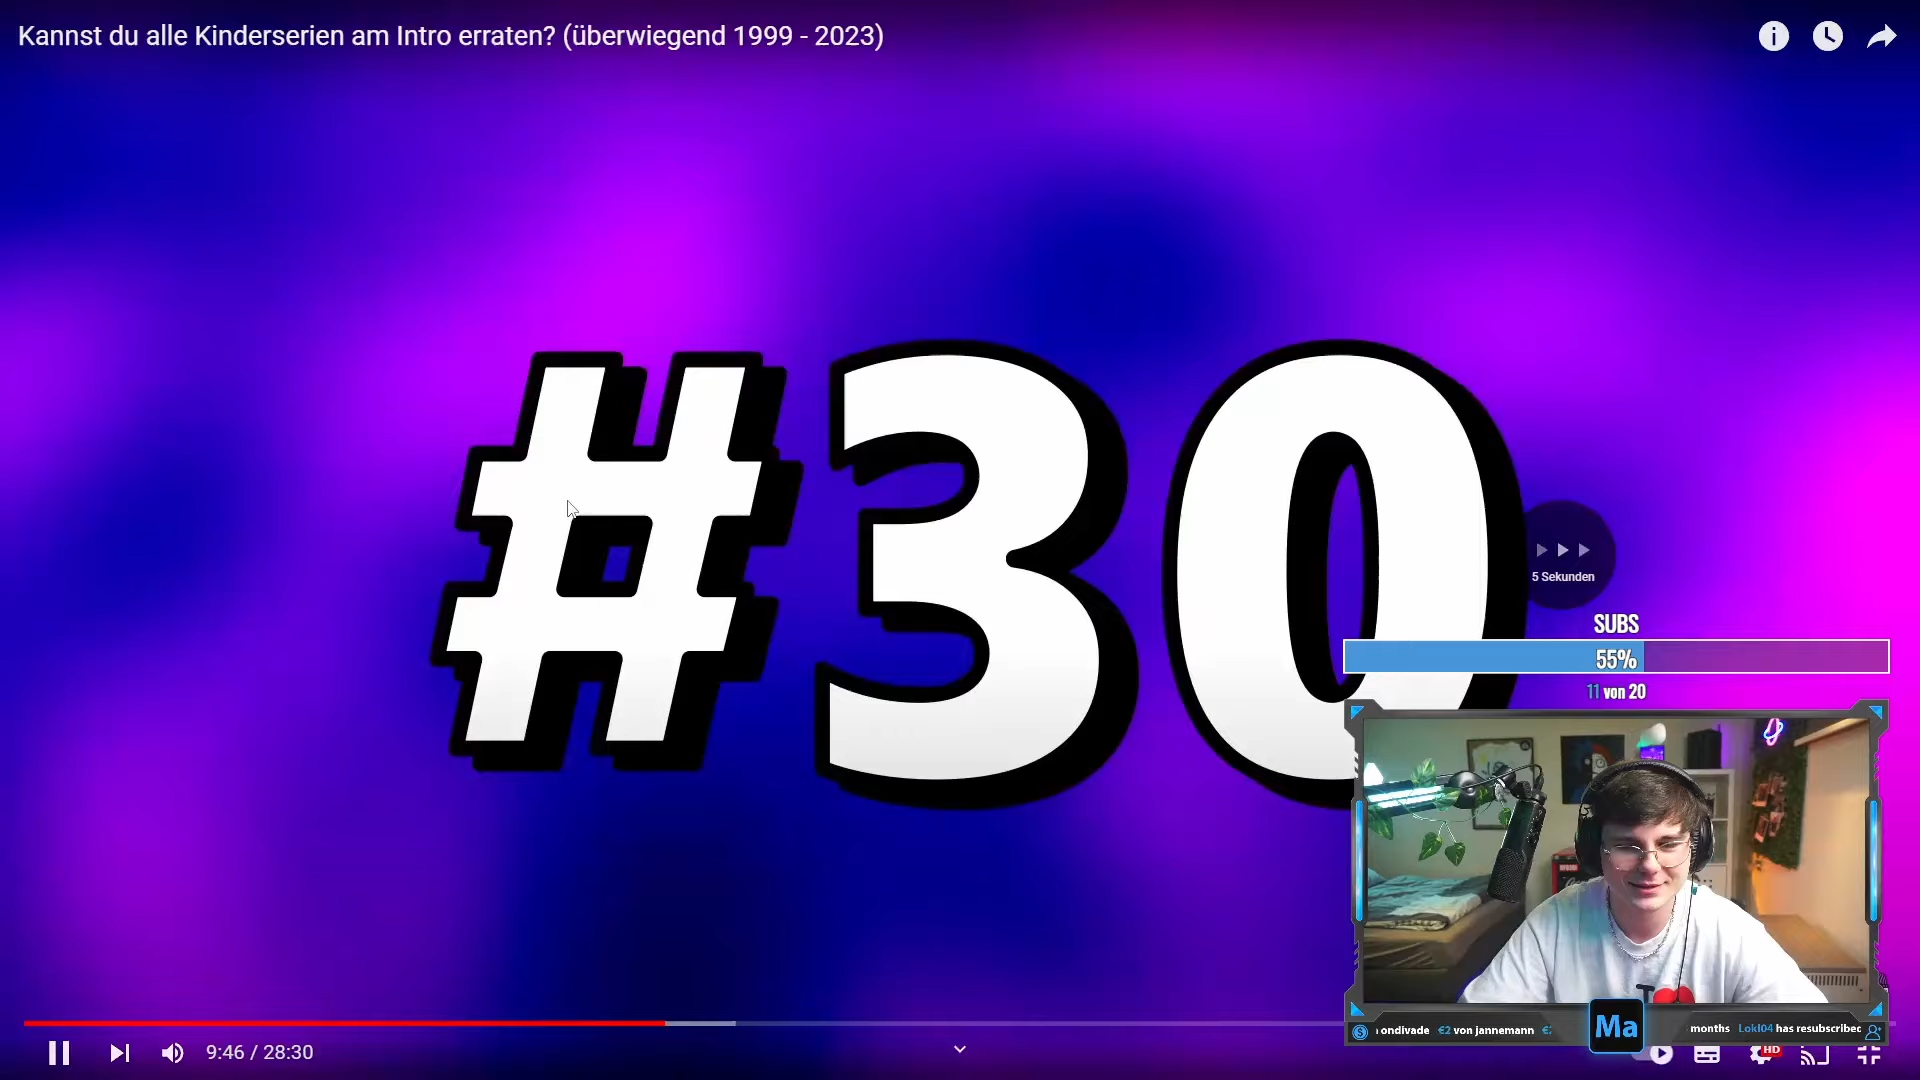 Kannst du alle Kinderserien am Intro erraten? (überwiegend 1999 - 2023)
#30
5 Sekunden
SUBS
55%
11 von 20
ondivade €2 von jannemann
Ma
months Lokl04 has resubscribed
9:46 / 28:30
HD